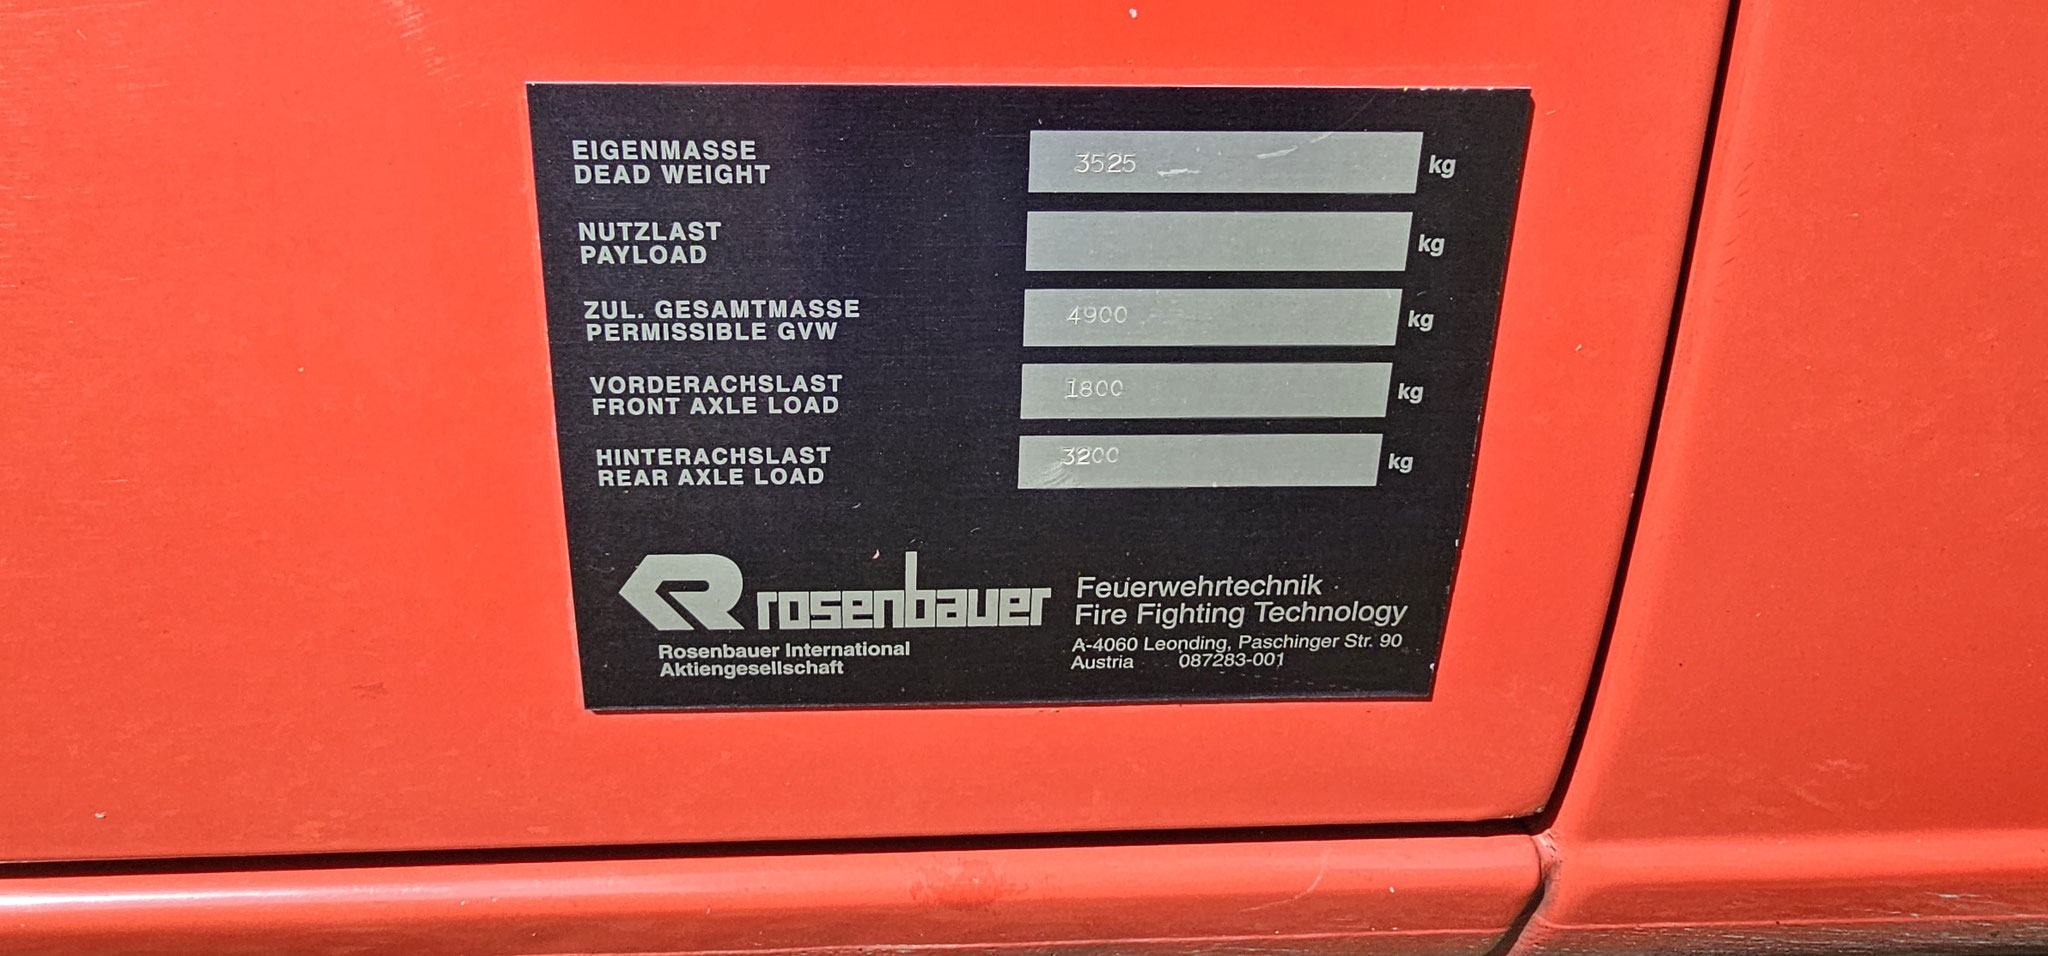 EIGENMASSE
DEAD WEIGHT 3525 kg
NUTZLAST
PAYLOAD kg
ZUL. GESAMTMASSE
PERMISSIBLE GVW 4900 kg
VORDERACHSLAST
FRONT AXLE LOAD 1800 kg
HINTERACHSLAST
REAR AXLE LOAD 3200 kg
R rosenbauer
Rosenbauer International
Aktiengesellschaft
Feuerwehrtechnik
Fire Fighting Technology
A-4060 Leonding, Paschinger Str. 90
Austria 087283-001